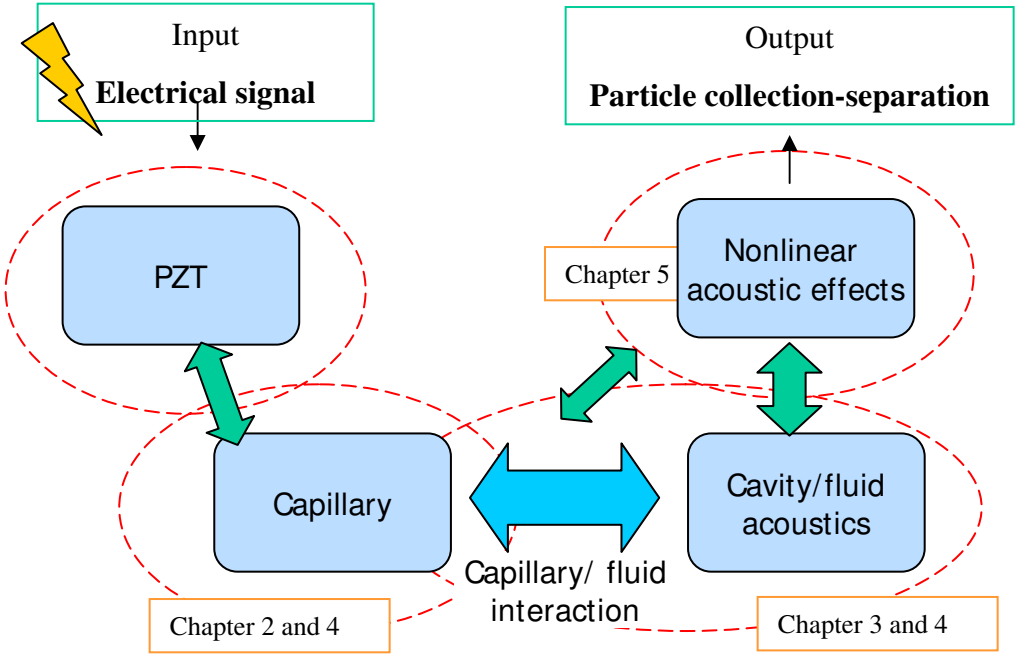 Input
Electrical signal
Output
Particle collection-separation
PZT
Chapter 5
Nonlinear
acoustic effects
Capillary
Cavity/fluid
acoustics
Capillary/ fluid
interaction
Chapter 2 and 4
Chapter 3 and 4